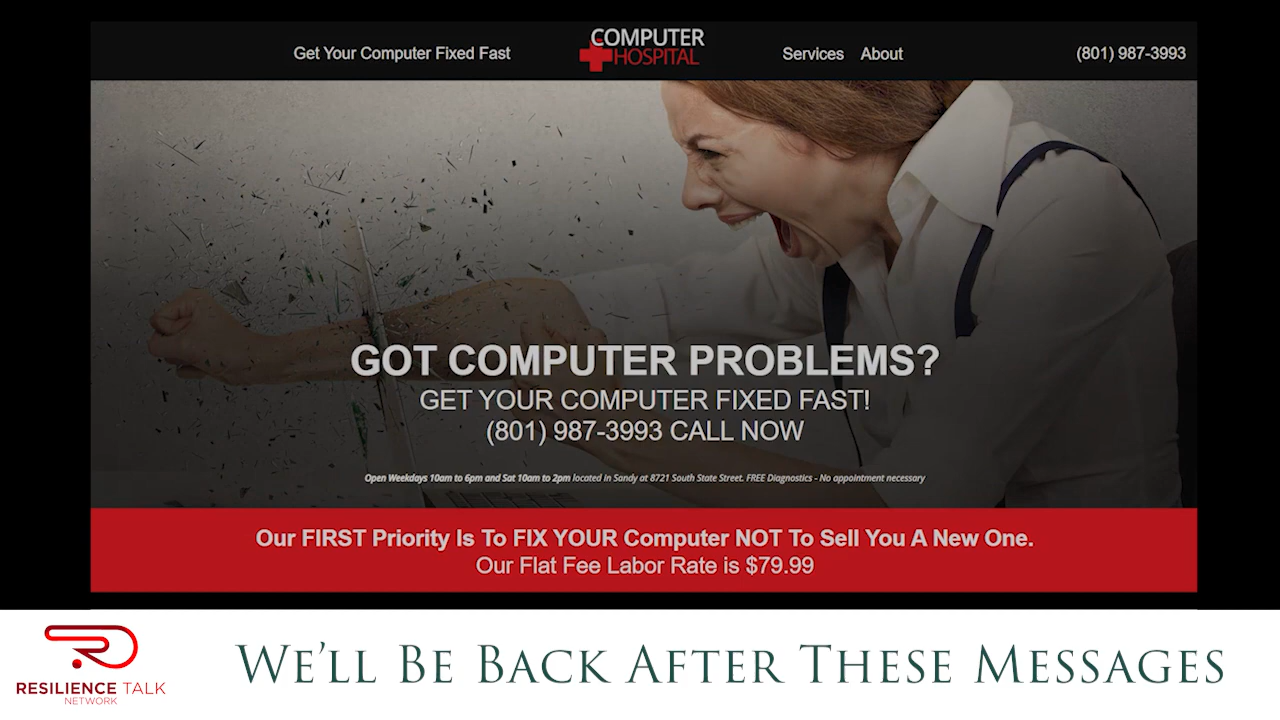 Get Your Computer Fixed Fast
COMPUTER
HOSPITAL
Services About
(801) 987-3993
GOT COMPUTER PROBLEMS?
GET YOUR COMPUTER FIXED FAST!
(801) 987-3993 CALL NOW
Open Weekdays 10am to 6pm and Sat 10am to 2pm located in Sandy at 8721 South State Street. FREE Diagnostics - No appointment necessary
Our FIRST Priority Is To FIX YOUR Computer NOT To Sell You A New One.
Our Flat Fee Labor Rate is $79.99
RESILIENCE TALK
NETWORK
WE'LL BE BACK AFTER THESE MESSAGES